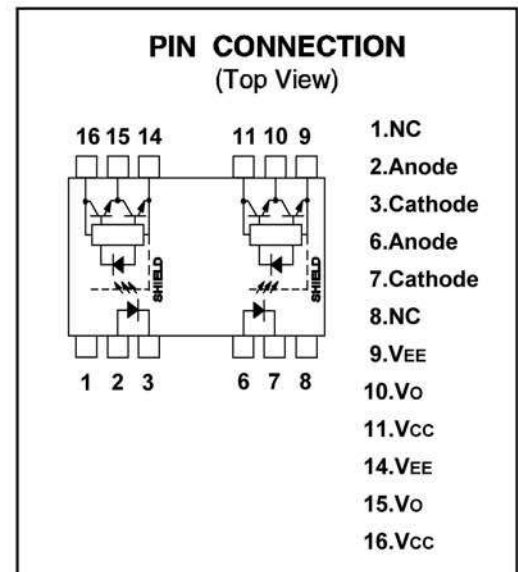 PIN CONNECTION
(Top View)
16 15 14 11 10 9
SHIELD
SHIELD
1 2 3 6 7 8
1.NC
2.Anode
3.Cathode
6.Anode
7.Cathode
8.NC
9.VEE
10.VO
11.VCC
14.VEE
15.VO
16.VCC